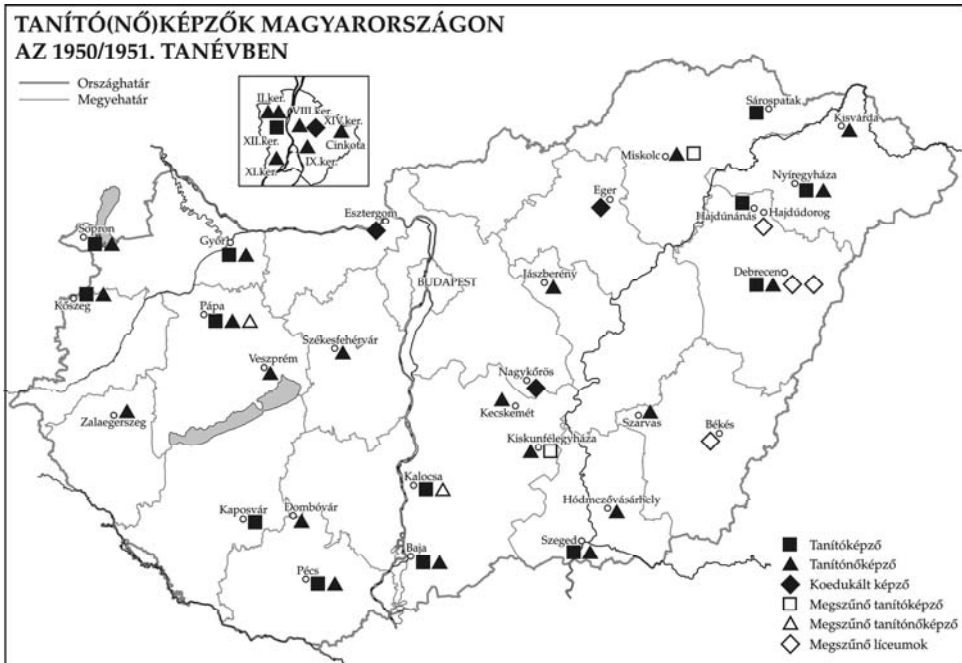 TANÍTÓ(NŐ)KÉPZŐK MAGYARORSZÁGON
AZ 1950/1951. TANÉVBEN
Országhatár
Megyehatár
II.ker.
VIII.ker.
XIV.ker.
XII.ker.
Cinkota
IX.ker.
XI.ker.
Sárospatak
Kisvárda
Miskolc
Nyíregyháza
Eger
Hajdúnánás
Hajdúdorog
Esztergom
Sopron
Győr
Debrecen
Jászberény
BUDAPEST
Kőszeg
Pápa
Székesfehérvár
Veszprém
Nagykőrös
Kecskemét
Zalaegerszeg
Szarvas
Békés
Kiskunfélegyháza
Kalocsa
Kaposvár
Dombóvár
Hódmezővásárhely
Szeged
Baja
Pécs
Tanítóképző
Tanítónőképző
Koedukált képző
Megszűnő tanítóképző
Megszűnő tanítónőképző
Megszűnő líceumok